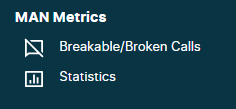 MAN Metrics
Breakable/Broken Calls
Statistics